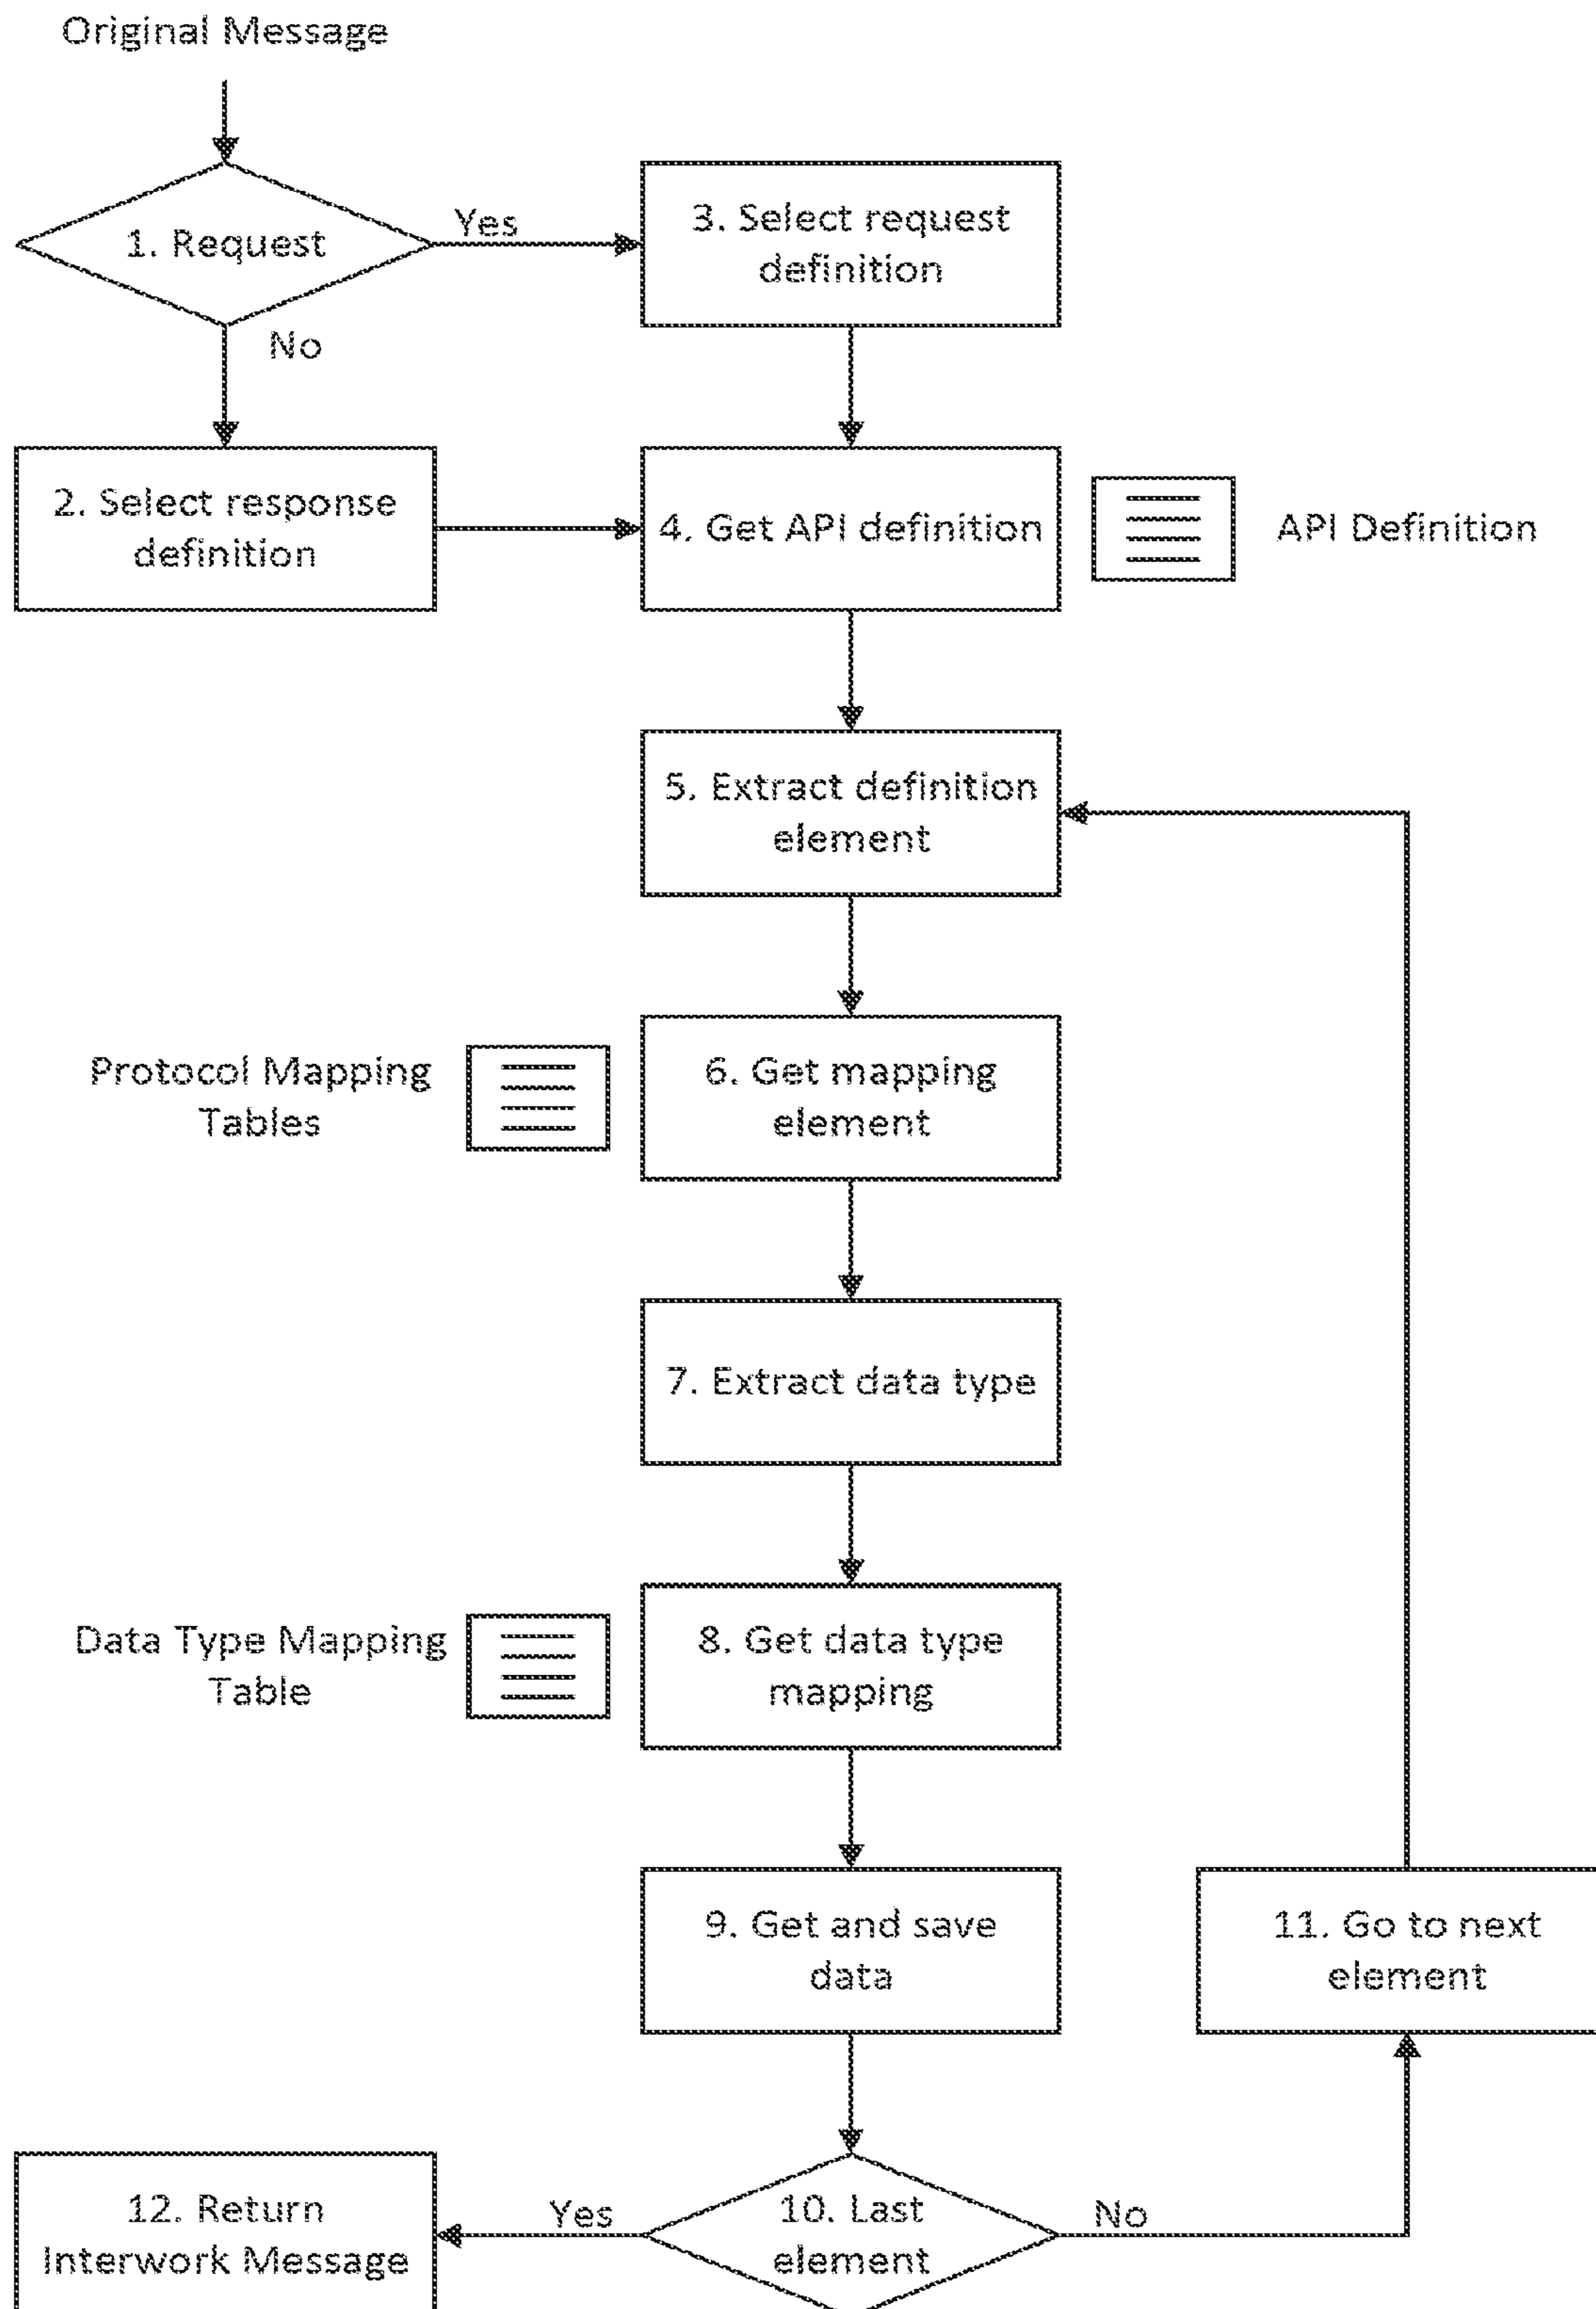 Original Message
1. Request
Yes
3. Select request
definition
No
2. Select response
definition
4. Get API definition
API Definition
5. Extract definition
element
Protocol Mapping
Tables
6. Get mapping
element
7. Extract data type
Data Type Mapping
Table
8. Get data type
mapping
9. Get and save
data
11. Go to next
element
12. Return
Interwork Message
Yes
10. Last
element
No